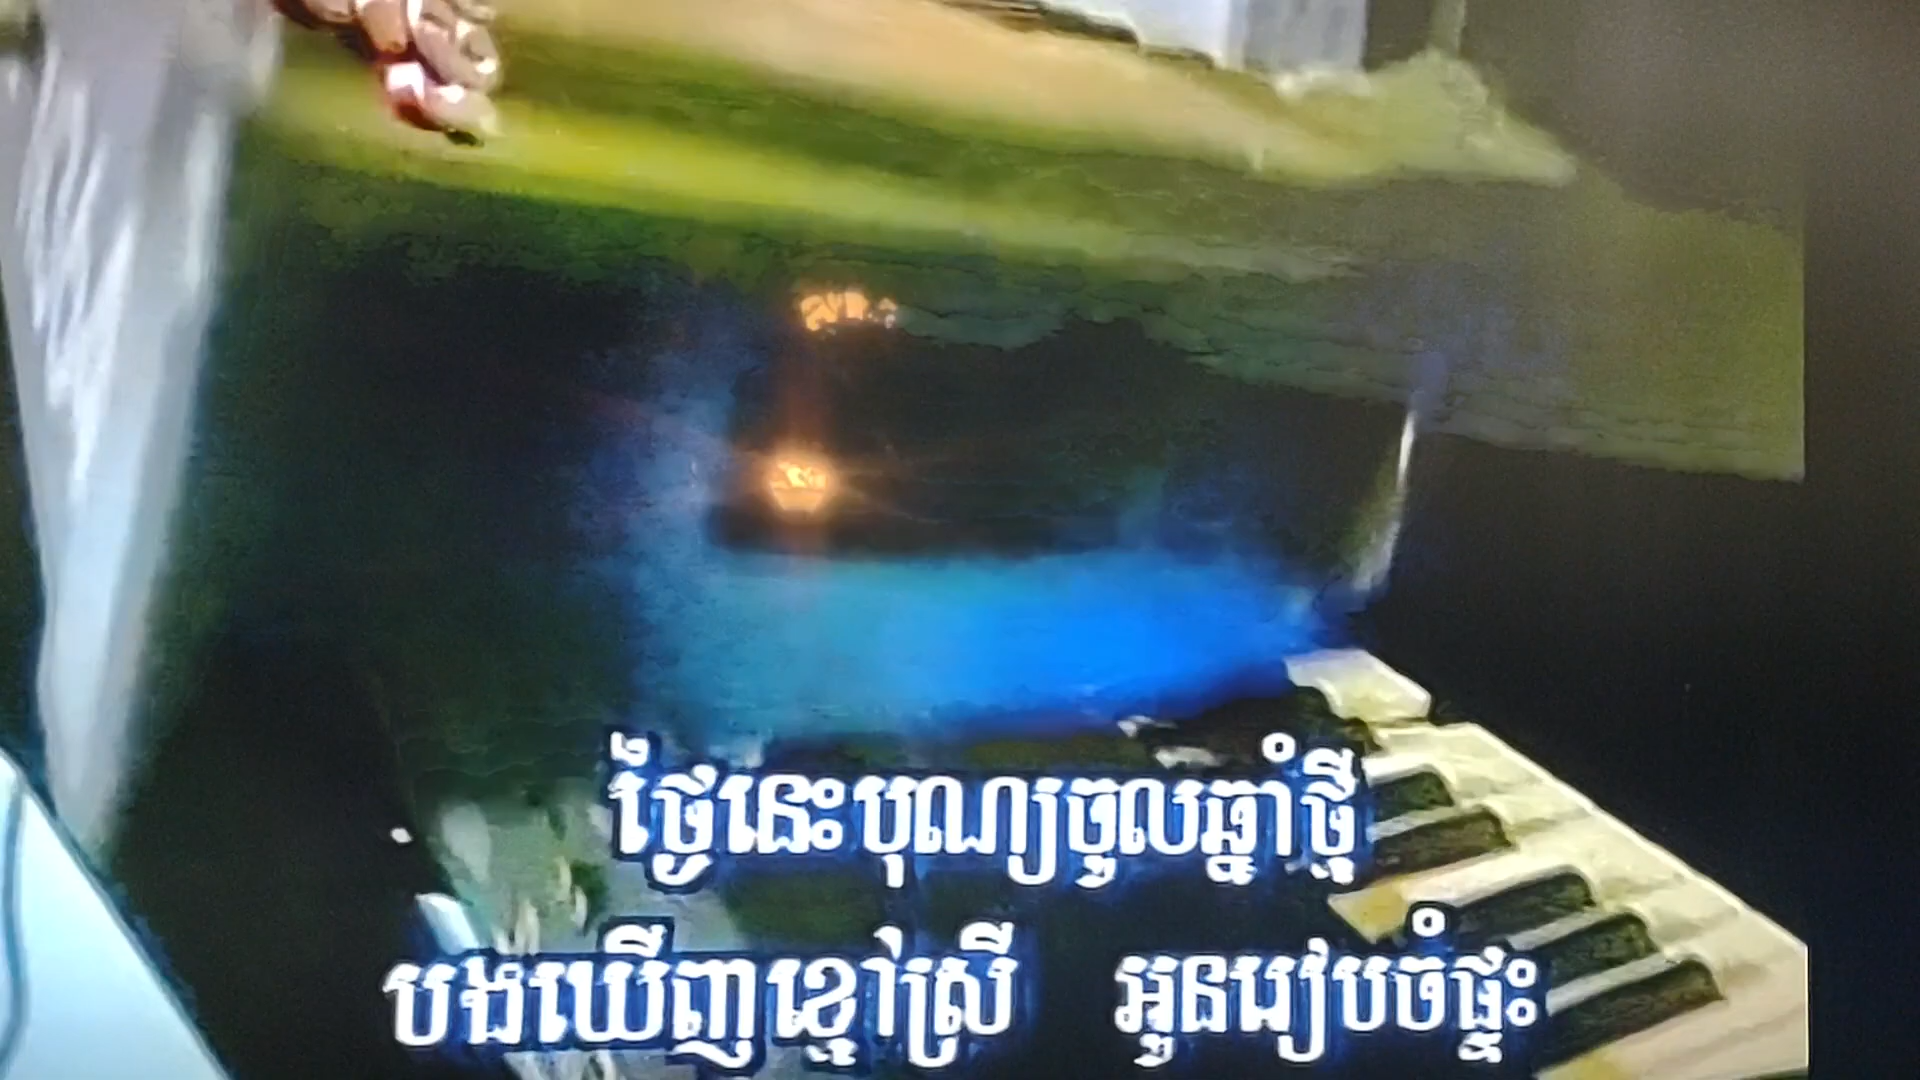 ថ្ងៃនេះបុណ្យចូលឆ្នាំថ្មី
បងឃើញខ្មៅស្រី អូនរៀបចំផ្ទះ